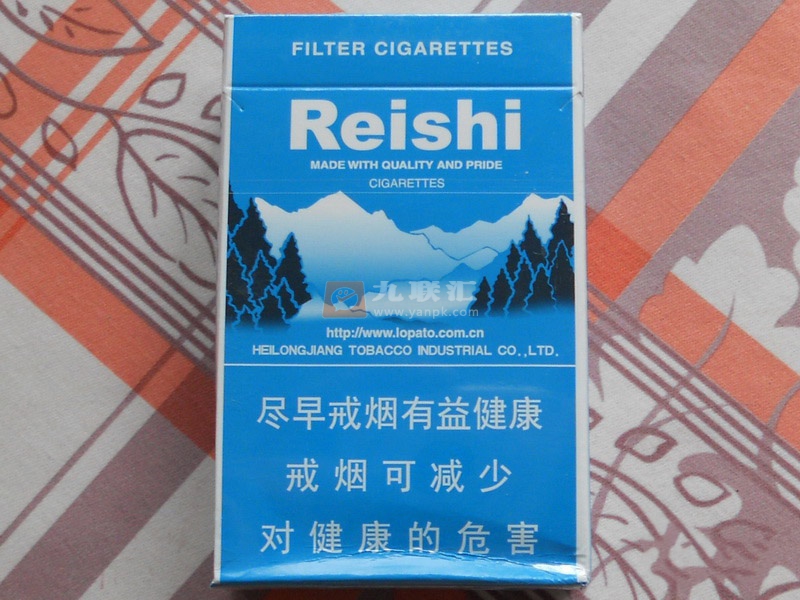 FILTER CIGARETTES
Reishi
MADE WITH QUALITY AND PRIDE
CIGARETTES
九联汇
www.yanpk.com
http://www.lopato.com.cn
HEILONGJIANG TOBACCO INDUSTRIAL CO.,LTD.
尽早戒烟有益健康
戒烟可减少
对健康的危害